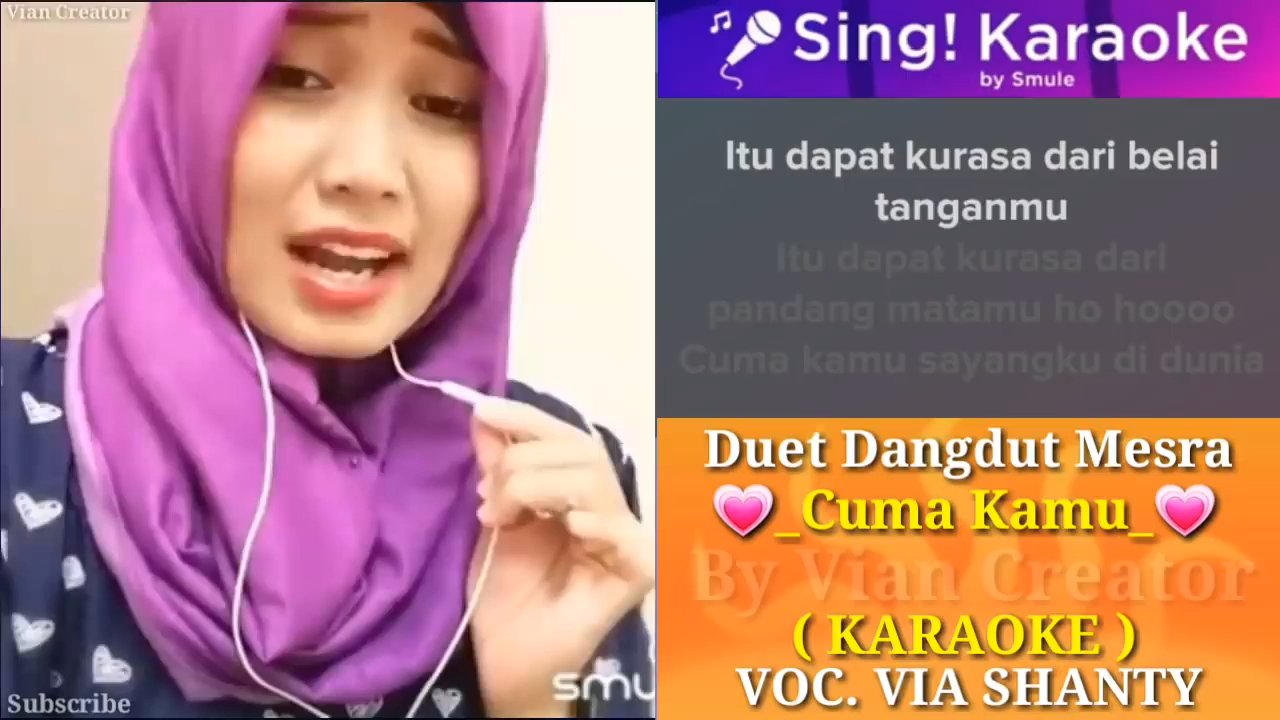 Vian Creator
Sing! Karaoke
by Smule
Itu dapat kurasa dari belai
tanganmu
Itu dapat kurasa dari
pandang matamu ho hoooo
Cuma kamu sayangku di dunia
Duet Dangdut Mesra
💗_Cuma Kamu_💗
By Vian Creator
( KARAOKE )
VOC. VIA SHANTY
smu
Subscribe